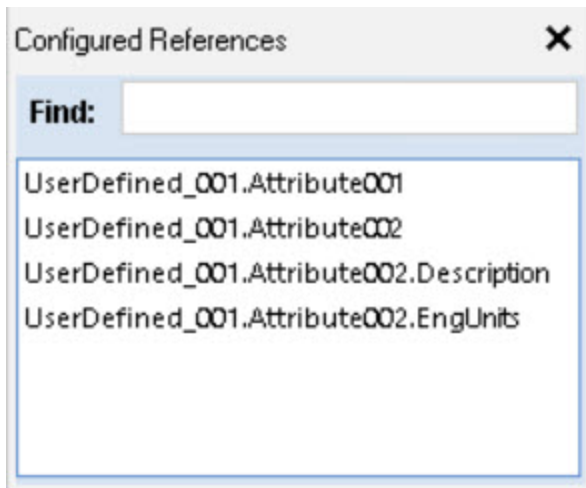 Configured References
Find:
UserDefined_001.Attribute001
UserDefined_001.Attribute002
UserDefined_001.Attribute002.Description
UserDefined_001.Attribute002.EngUnits